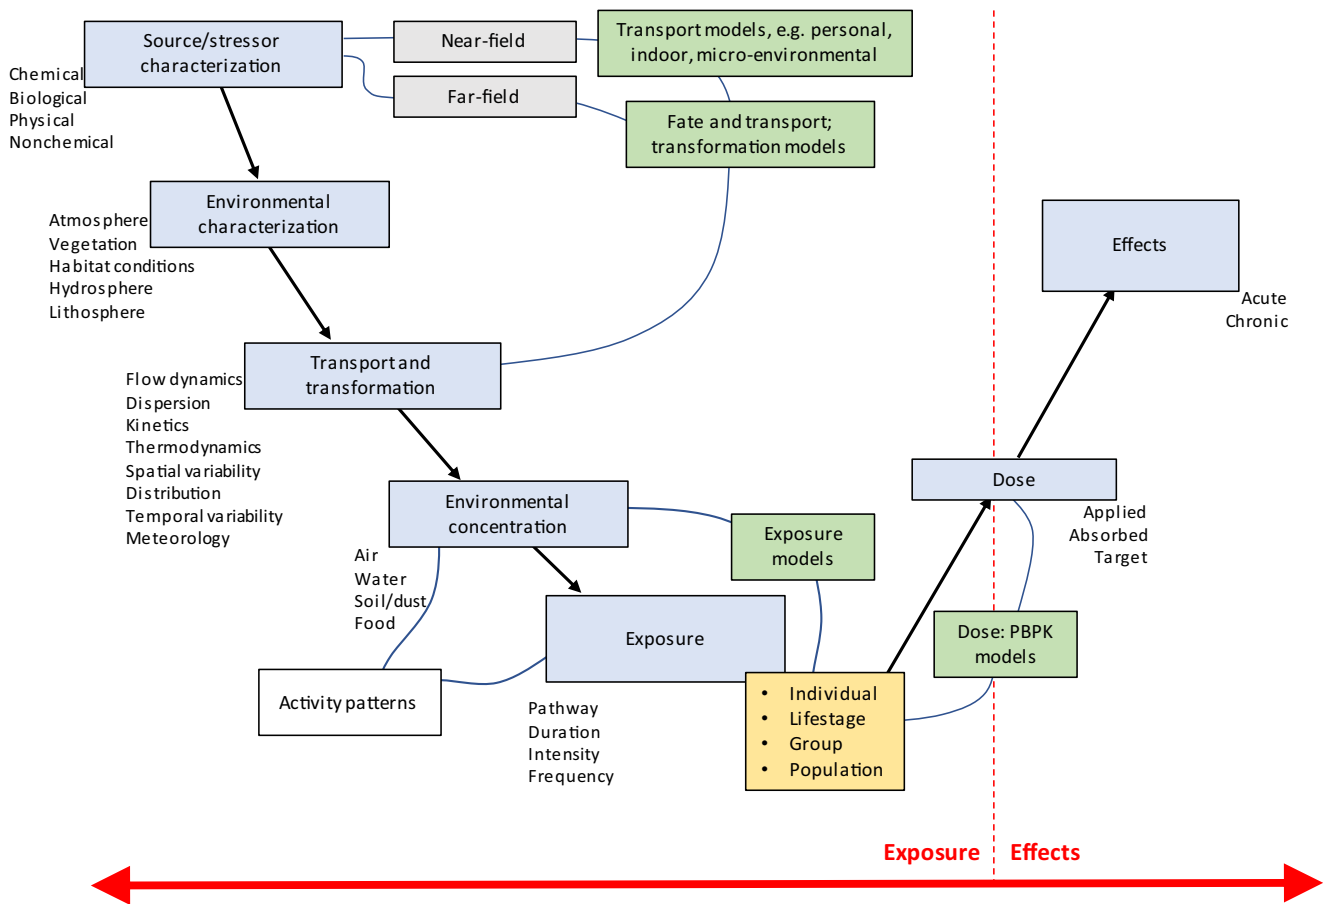 Source/stressor
characterization
Near-field
Transport models, e.g. personal,
indoor, micro-environmental
Chemical
Biological
Physical
Nonchemical
Far-field
Fate and transport;
transformation models
Environmental
characterization
Atmosphere
Vegetation
Habitat conditions
Hydrosphere
Lithosphere
Effects
Acute
Chronic
Transport and
transformation
Flow dynamics
Dispersion
Kinetics
Thermodynamics
Spatial variability
Distribution
Temporal variability
Meteorology
Environmental
concentration
Air
Water
Soil/dust
Food
Exposure
models
Dose
Applied
Absorbed
Target
Exposure
Dose: PBPK
models
Activity patterns
Pathway
Duration
Intensity
Frequency
• Individual
• Lifestage
• Group
• Population
Exposure
Effects